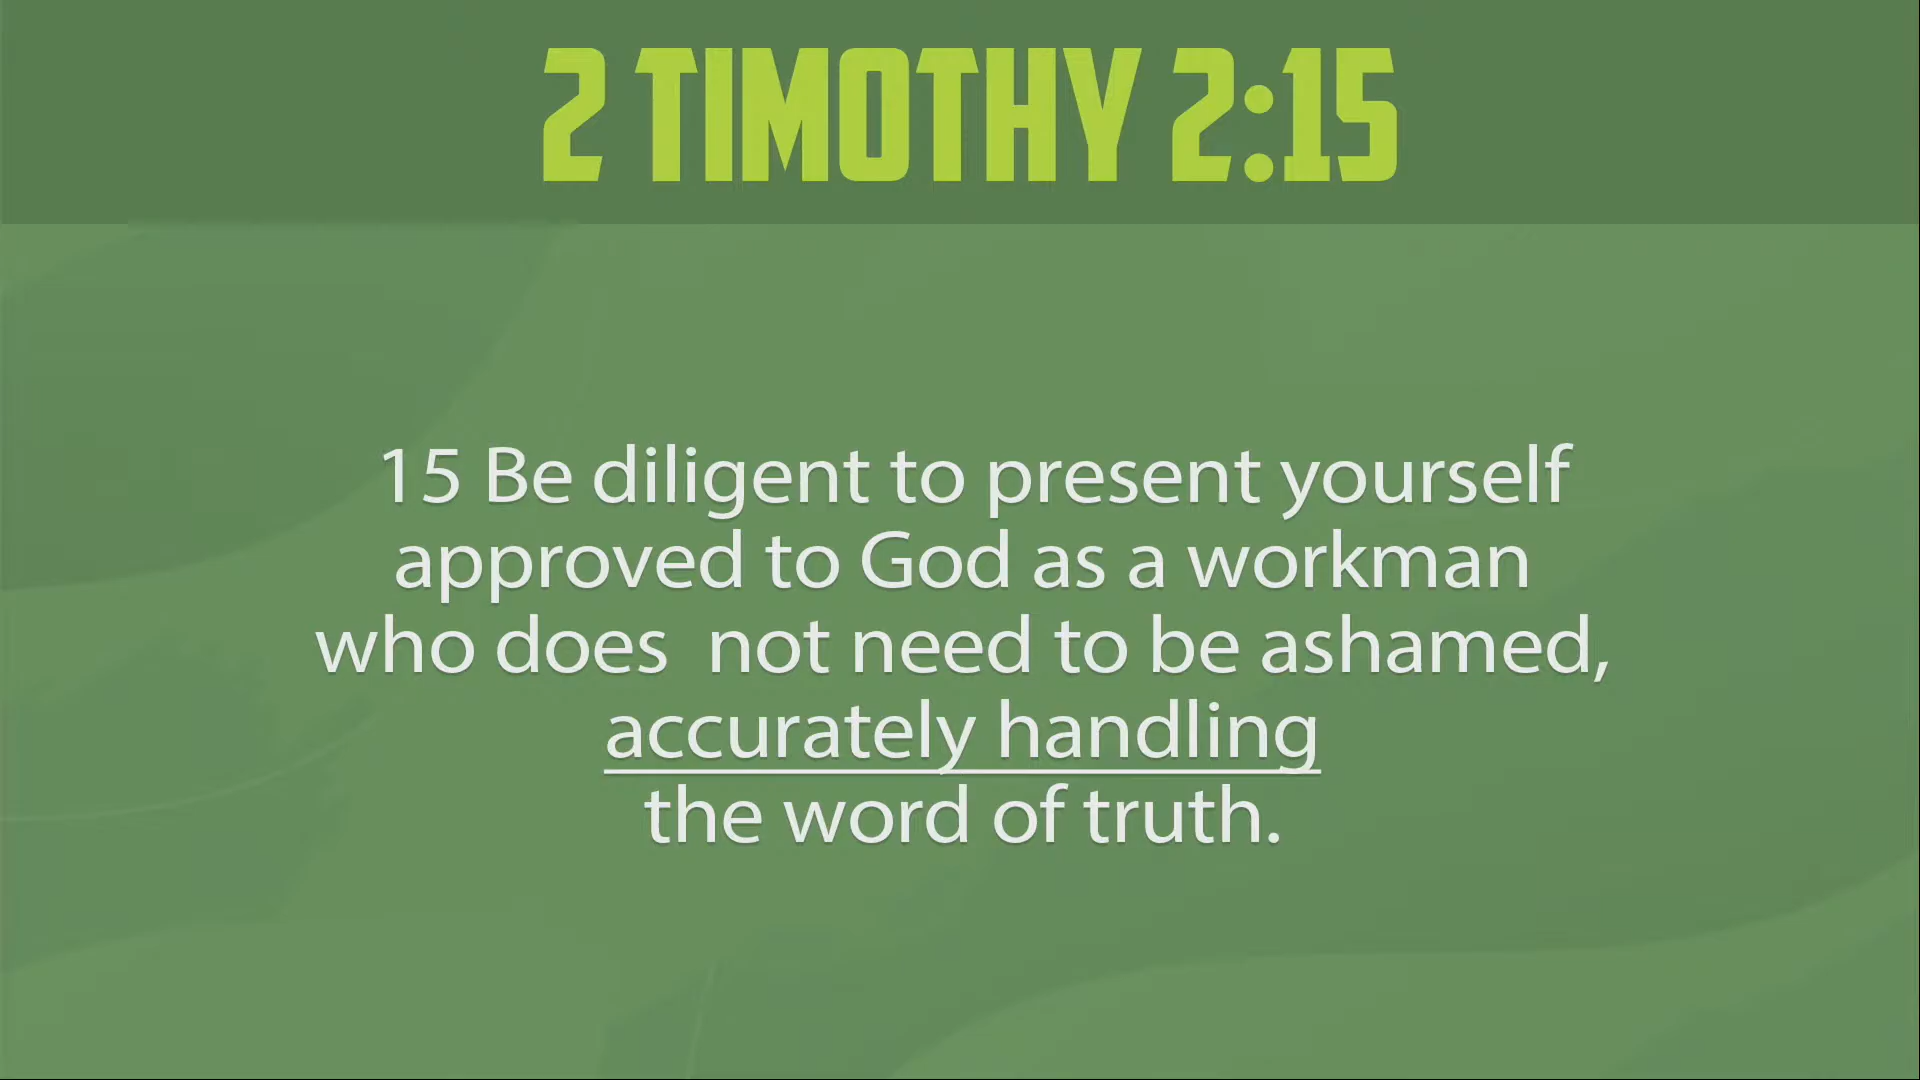 2 TIMOTHY 2:15
15 Be diligent to present yourself
approved to God as a workman
who does  not need to be ashamed,
accurately handling
the word of truth.